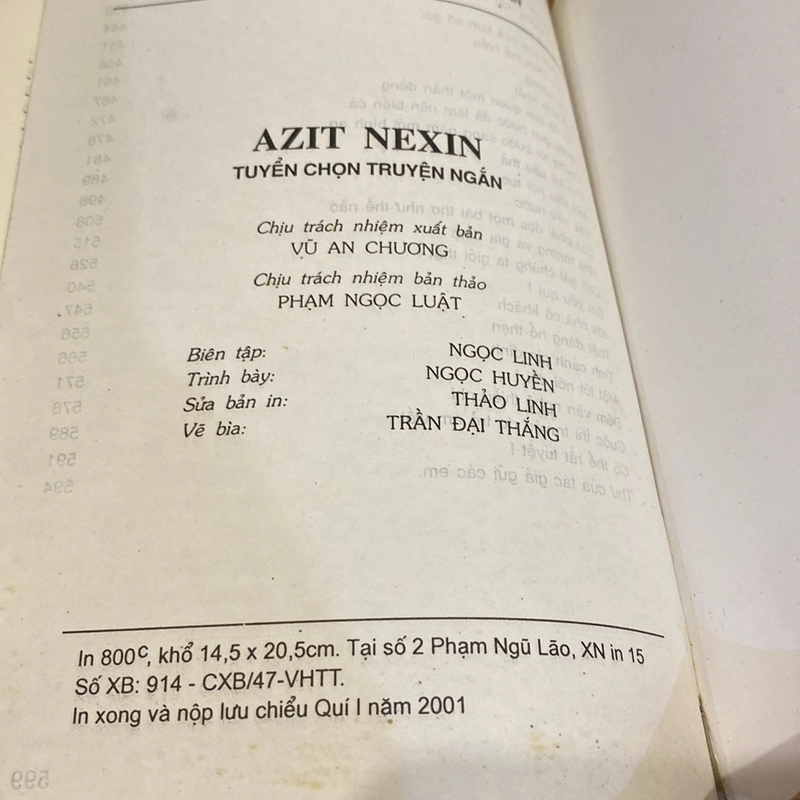 AZIT NEXIN
TUYỂN CHỌN TRUYỆN NGẮN
Chịu trách nhiệm xuất bản
VŨ AN CHƯƠNG
Chịu trách nhiệm bản thảo
PHẠM NGỌC LUẬT
Biên tập: NGỌC LINH
Trình bày: NGỌC HUYỀN
Sửa bản in: THẢO LINH
Vẽ bìa: TRẦN ĐẠI THẮNG
In 800c, khổ 14,5 x 20,5cm. Tại số 2 Phạm Ngũ Lão, XN in 15
Số XB: 914 - CXB/47-VHTT.
In xong và nộp lưu chiểu Quí I năm 2001